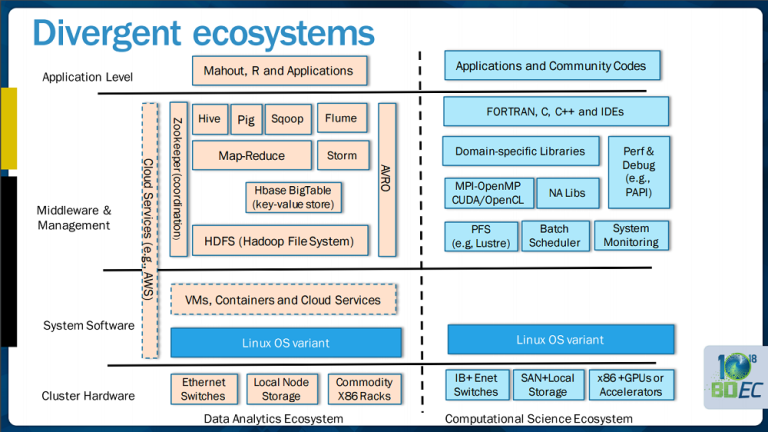 Divergent ecosystems
Application Level
Mahout, R and Applications
Applications and Community Codes
Cloud Services (e.g., AWS)
Zookeeper (coordination)
Hive
Pig
Sqoop
Flume
Map-Reduce
Storm
AVRO
Hbase BigTable
(key-value store)
HDFS (Hadoop File System)
FORTRAN, C, C++ and IDEs
Domain-specific Libraries
Perf &
Debug
(e.g.,
PAPI)
MPI-OpenMP
CUDA/OpenCL
NA Libs
Middleware &
Management
PFS
(e.g, Lustre)
Batch
Scheduler
System
Monitoring
VMs, Containers and Cloud Services
System Software
Linux OS variant
Linux OS variant
Cluster Hardware
Ethernet
Switches
Local Node
Storage
Commodity
X86 Racks
IB+ Enet
Switches
SAN+Local
Storage
x86 +GPUs or
Accelerators
Data Analytics Ecosystem
Computational Science Ecosystem
10^18
BDEC